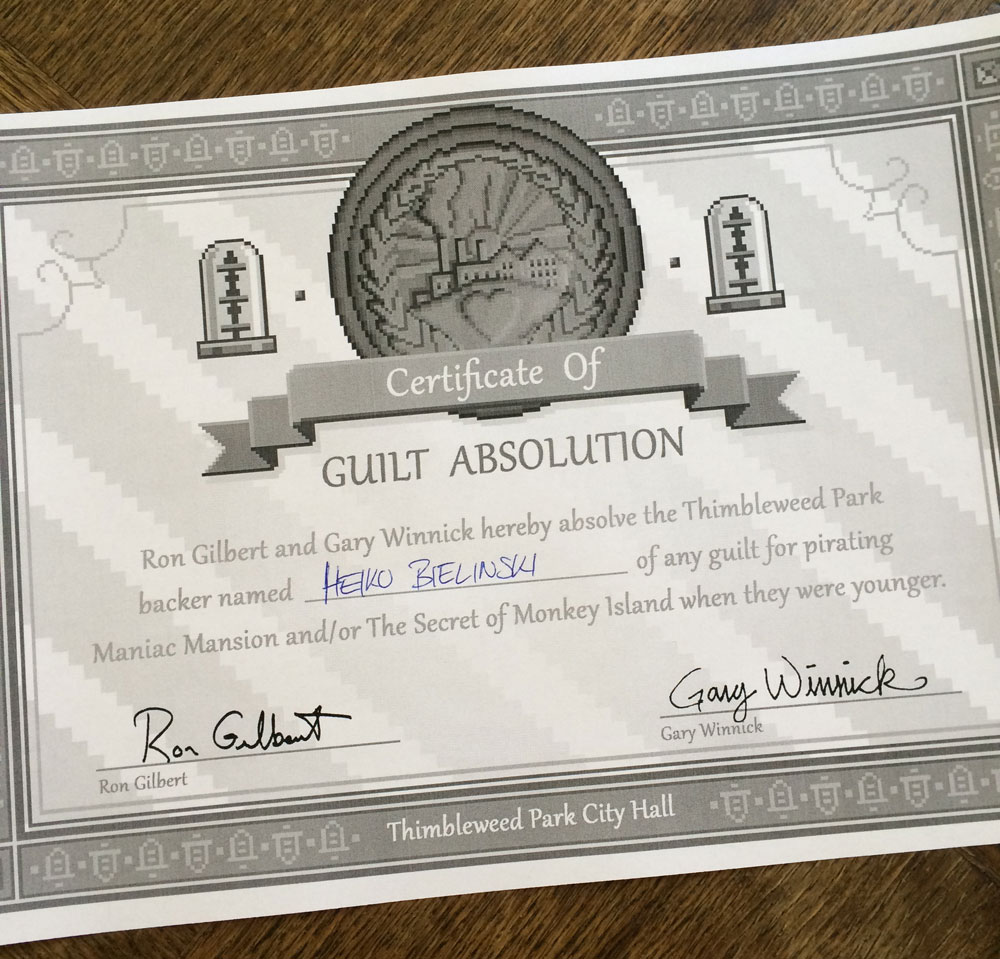 Certificate Of
GUILT ABSOLUTION
Ron Gilbert and Gary Winnick hereby absolve the Thimbleweed Park
backer named HEIKO BIELINSKI of any guilt for pirating
Maniac Mansion and/or The Secret of Monkey Island when they were younger.
Ron Gilbert
Gary Winnick
Ron Gilbert
Gary Winnick
Thimbleweed Park City Hall